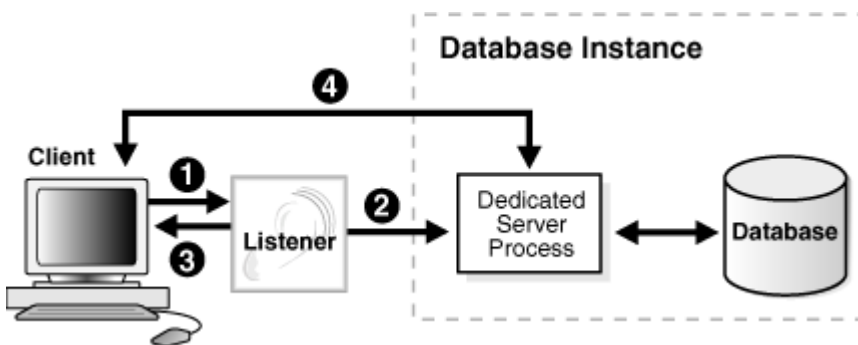 Database Instance
4
Client
1
2
Listener
3
Dedicated
Server
Process
Database